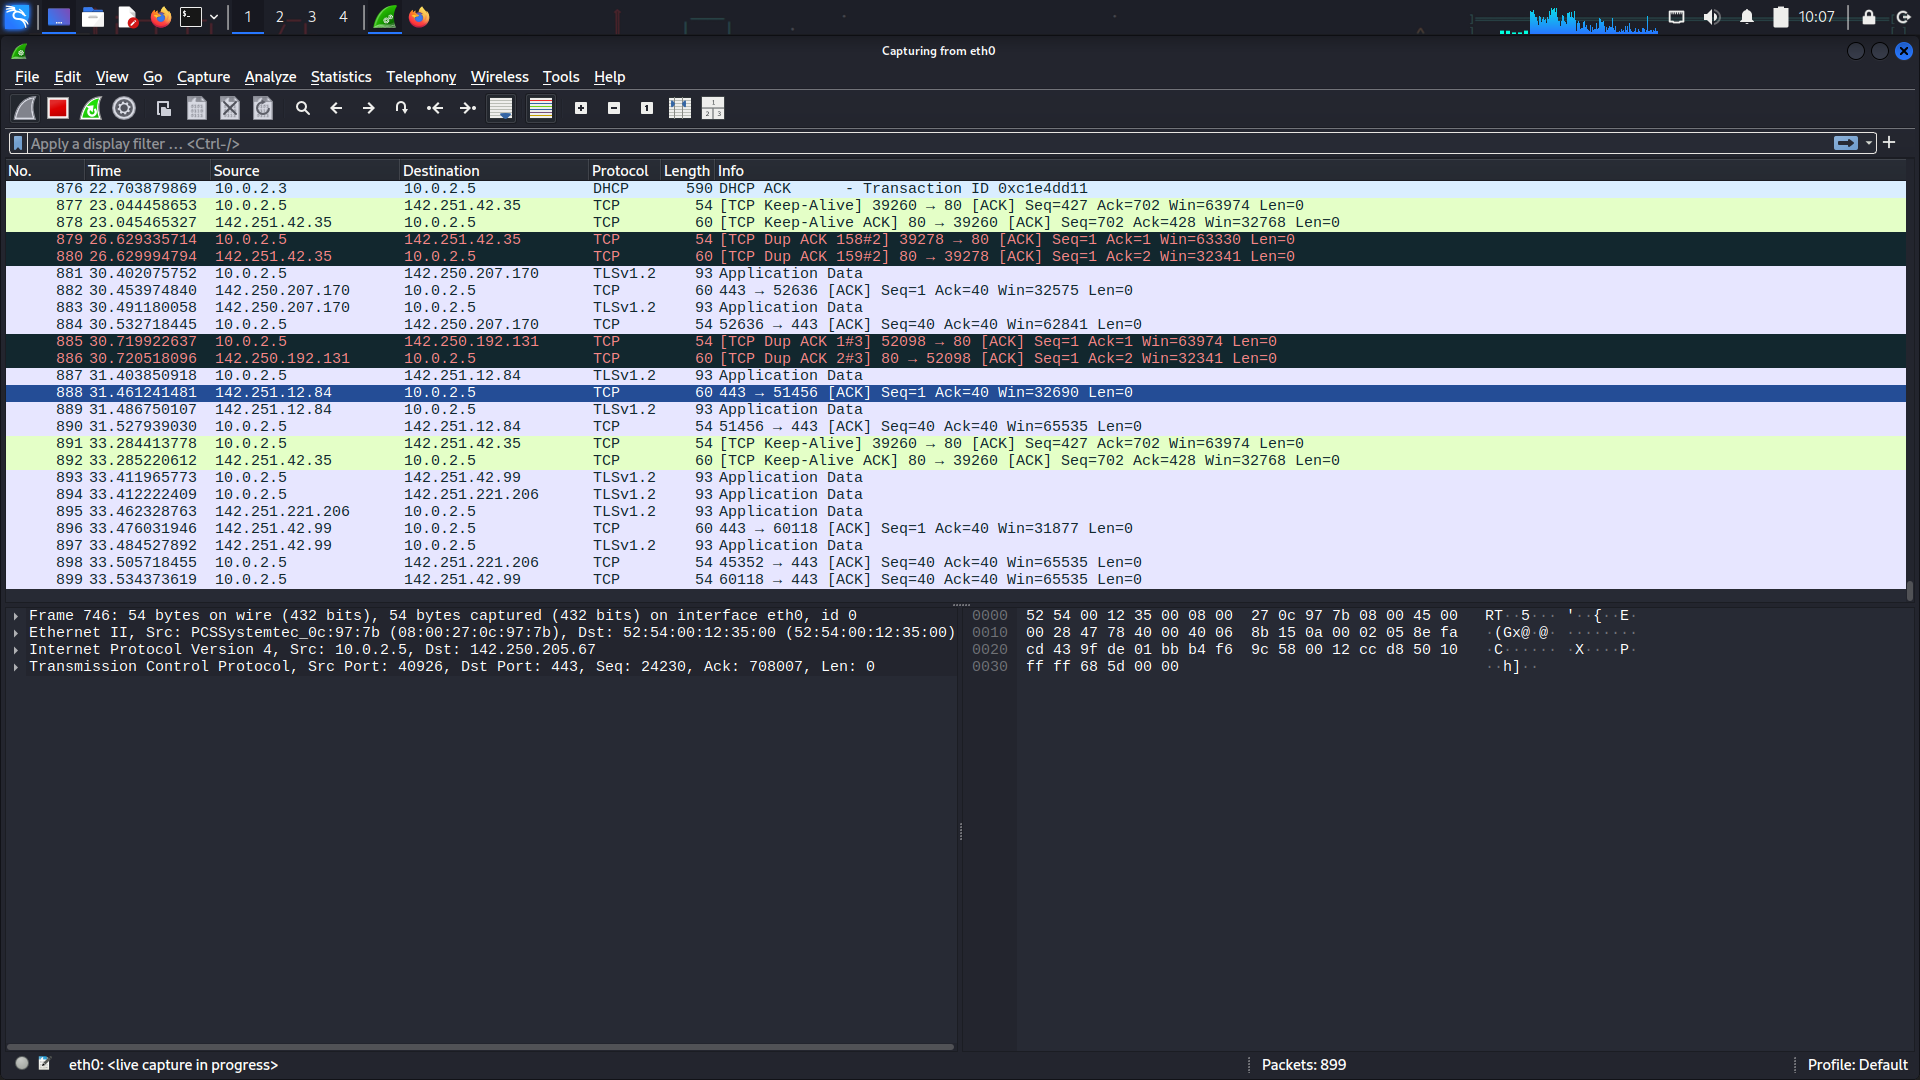 1 2 3 4 10:07
Capturing from eth0
File Edit View Go Capture Analyze Statistics Telephony Wireless Tools Help
Apply a display filter … <Ctrl-/>
No. Time Source Destination Protocol Length Info
876 22.703879869 10.0.2.3 10.0.2.5 DHCP 590 DHCP ACK - Transaction ID 0xc1e4dd11
877 23.044458653 10.0.2.5 142.251.42.35 TCP 54 [TCP Keep-Alive] 39260 → 80 [ACK] Seq=427 Ack=702 Win=63974 Len=0
878 23.045465327 142.251.42.35 10.0.2.5 TCP 60 [TCP Keep-Alive ACK] 80 → 39260 [ACK] Seq=702 Ack=428 Win=32768 Len=0
879 26.629335714 10.0.2.5 142.251.42.35 TCP 54 [TCP Dup ACK 158#2] 39278 → 80 [ACK] Seq=1 Ack=1 Win=63330 Len=0
880 26.629994794 142.251.42.35 10.0.2.5 TCP 60 [TCP Dup ACK 159#2] 80 → 39278 [ACK] Seq=1 Ack=2 Win=32341 Len=0
881 30.402075752 10.0.2.5 142.250.207.170 TLSv1.2 93 Application Data
882 30.453974840 142.250.207.170 10.0.2.5 TCP 60 443 → 52636 [ACK] Seq=1 Ack=40 Win=32575 Len=0
883 30.491180058 142.250.207.170 10.0.2.5 TLSv1.2 93 Application Data
884 30.532718445 10.0.2.5 142.250.207.170 TCP 54 52636 → 443 [ACK] Seq=40 Ack=40 Win=62841 Len=0
885 30.719922637 10.0.2.5 142.250.192.131 TCP 54 [TCP Dup ACK 1#3] 52098 → 80 [ACK] Seq=1 Ack=1 Win=63974 Len=0
886 30.720518096 142.250.192.131 10.0.2.5 TCP 60 [TCP Dup ACK 2#3] 80 → 52098 [ACK] Seq=1 Ack=2 Win=32341 Len=0
887 31.403850918 10.0.2.5 142.251.12.84 TLSv1.2 93 Application Data
888 31.461241481 142.251.12.84 10.0.2.5 TCP 60 443 → 51456 [ACK] Seq=1 Ack=40 Win=32690 Len=0
889 31.486750107 142.251.12.84 10.0.2.5 TLSv1.2 93 Application Data
890 31.527939030 10.0.2.5 142.251.12.84 TCP 54 51456 → 443 [ACK] Seq=40 Ack=40 Win=65535 Len=0
891 33.284413778 10.0.2.5 142.251.42.35 TCP 54 [TCP Keep-Alive] 39260 → 80 [ACK] Seq=427 Ack=702 Win=63974 Len=0
892 33.285220612 142.251.42.35 10.0.2.5 TCP 60 [TCP Keep-Alive ACK] 80 → 39260 [ACK] Seq=702 Ack=428 Win=32768 Len=0
893 33.411965773 10.0.2.5 142.251.42.99 TLSv1.2 93 Application Data
894 33.412222409 10.0.2.5 142.251.221.206 TLSv1.2 93 Application Data
895 33.462328763 142.251.221.206 10.0.2.5 TLSv1.2 93 Application Data
896 33.476031946 142.251.42.99 10.0.2.5 TCP 60 443 → 60118 [ACK] Seq=1 Ack=40 Win=31877 Len=0
897 33.484527892 142.251.42.99 10.0.2.5 TLSv1.2 93 Application Data
898 33.505718455 10.0.2.5 142.251.221.206 TCP 54 45352 → 443 [ACK] Seq=40 Ack=40 Win=65535 Len=0
899 33.534373619 10.0.2.5 142.251.42.99 TCP 54 60118 → 443 [ACK] Seq=40 Ack=40 Win=65535 Len=0
Frame 746: 54 bytes on wire (432 bits), 54 bytes captured (432 bits) on interface eth0, id 0
Ethernet II, Src: PCSSystemtec_0c:97:7b (08:00:27:0c:97:7b), Dst: 52:54:00:12:35:00 (52:54:00:12:35:00)
Internet Protocol Version 4, Src: 10.0.2.5, Dst: 142.250.205.67
Transmission Control Protocol, Src Port: 40926, Dst Port: 443, Seq: 24230, Ack: 708007, Len: 0
0000 52 54 00 12 35 00 08 00 27 0c 97 7b 08 00 45 00 RT··5··· '··{··E·
0010 00 28 47 78 40 00 40 06 8b 15 0a 00 02 05 8e fa ·(Gx@·@· ········
0020 cd 43 9f de 01 bb b4 f6 9c 58 00 12 cc d8 50 10 ·C······ ·X····P·
0030 ff ff 68 5d 00 00 ··h]··
eth0: <live capture in progress> Packets: 899 Profile: Default